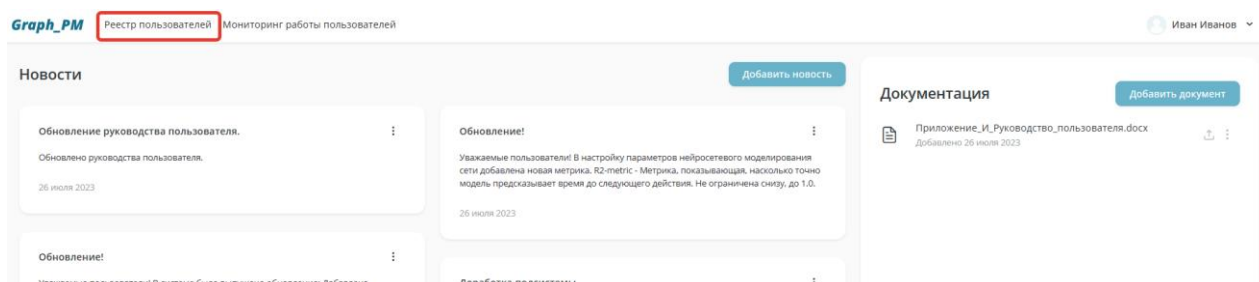 Graph_PM Реестр пользователей Мониторинг работы пользователей Иван Иванов
Новости
Добавить новость
Обновление руководства пользователя.
Обновлено руководства пользователя.
26 июля 2023
Обновление!
Уважаемые пользователи! В настройку параметров нейросетевого моделирования
сети добавлена новая метрика. R2-metric - Метрика, показывающая, насколько точно
модель предсказывает время до следующего действия. Не ограничена снизу, до 1.0.
26 июля 2023
Обновление!
Документация
Добавить документ
Приложение_И_Руководство_пользователя.docx
Добавлено 26 июля 2023